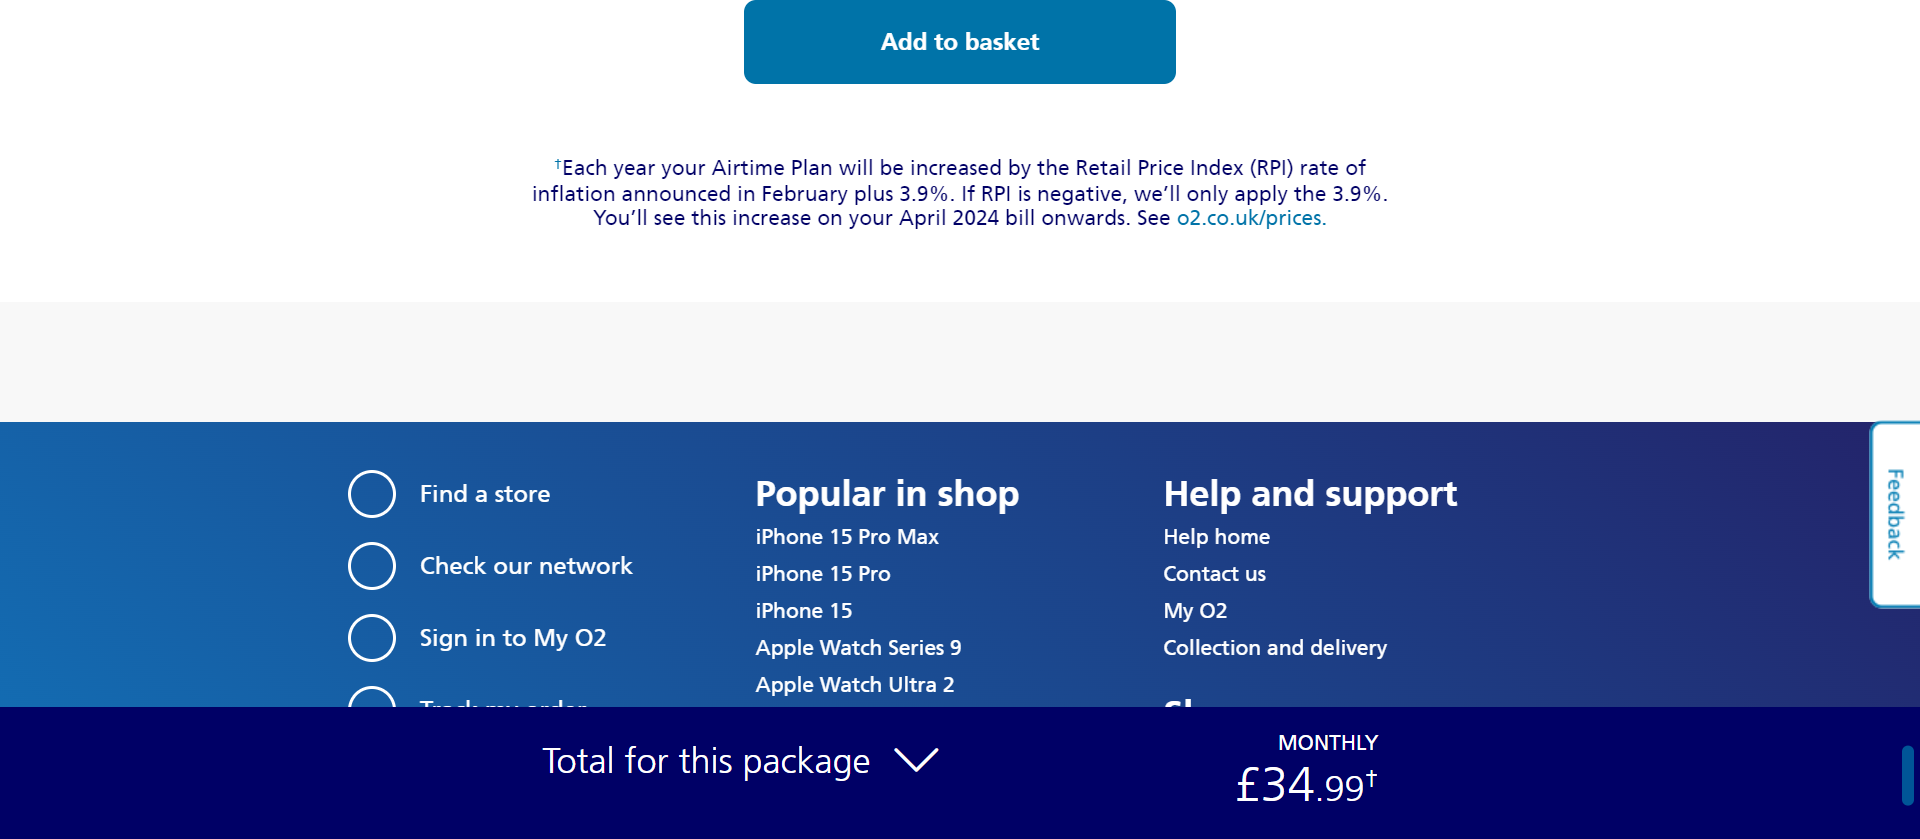 Add to basket
†Each year your Airtime Plan will be increased by the Retail Price Index (RPI) rate of
inflation announced in February plus 3.9%. If RPI is negative, we’ll only apply the 3.9%.
You’ll see this increase on your April 2024 bill onwards. See o2.co.uk/prices.
Find a store
Check our network
Sign in to My O2
Track my order
Popular in shop
iPhone 15 Pro Max
iPhone 15 Pro
iPhone 15
Apple Watch Series 9
Apple Watch Ultra 2
Help and support
Help home
Contact us
My O2
Collection and delivery
Feedback
Total for this package
MONTHLY
£34.99†